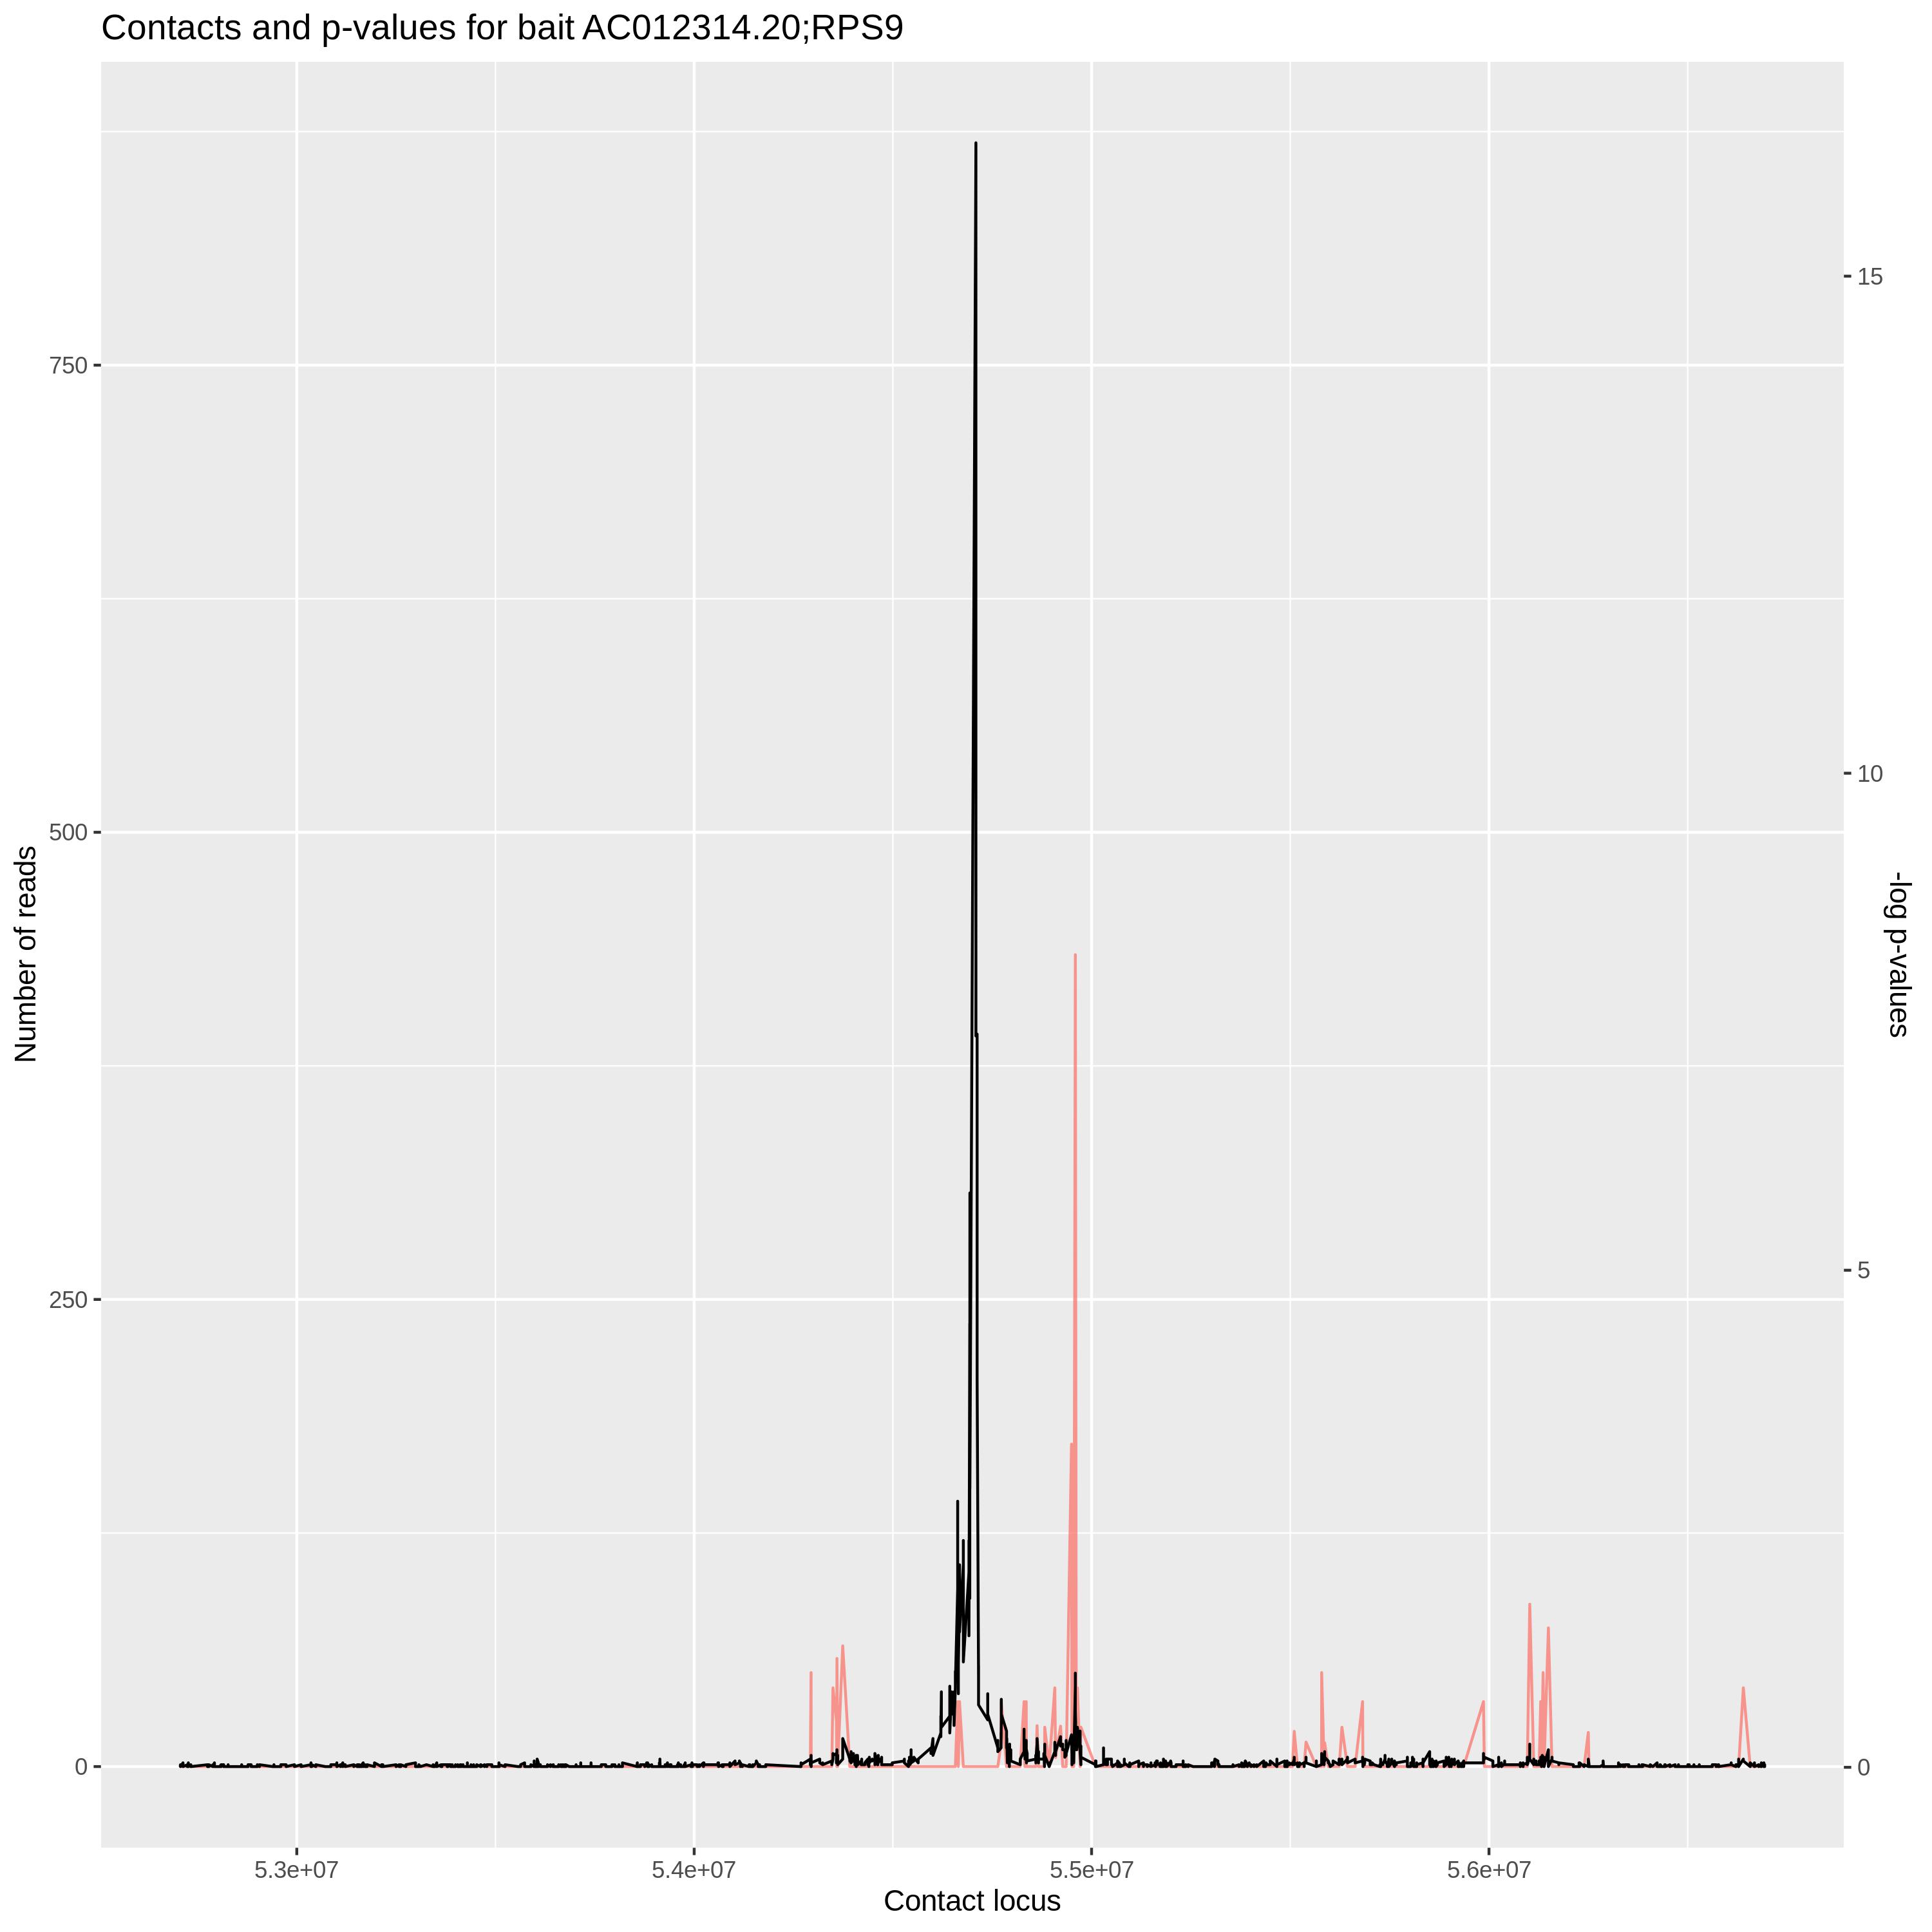 Contacts and p-values for bait AC012314.20;RPS9
Number of reads
750
500
250
0
15
10
5
0
-log p-values
5.3e+07
5.4e+07
5.5e+07
5.6e+07
Contact locus